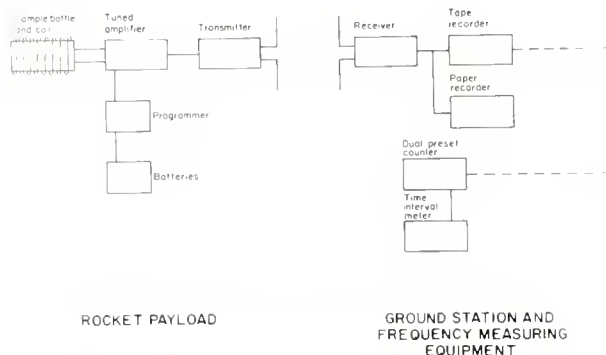 ample bottle
and coil
Tuned
amplifier
Transmitter
Programmer
Batteries
Receiver
Tape
recorder
Paper
recorder
Dual preset
counter
Time
interval
meter
ROCKET PAYLOAD
GROUND STATION AND
FREQUENCY MEASURING
EQUIPMENT